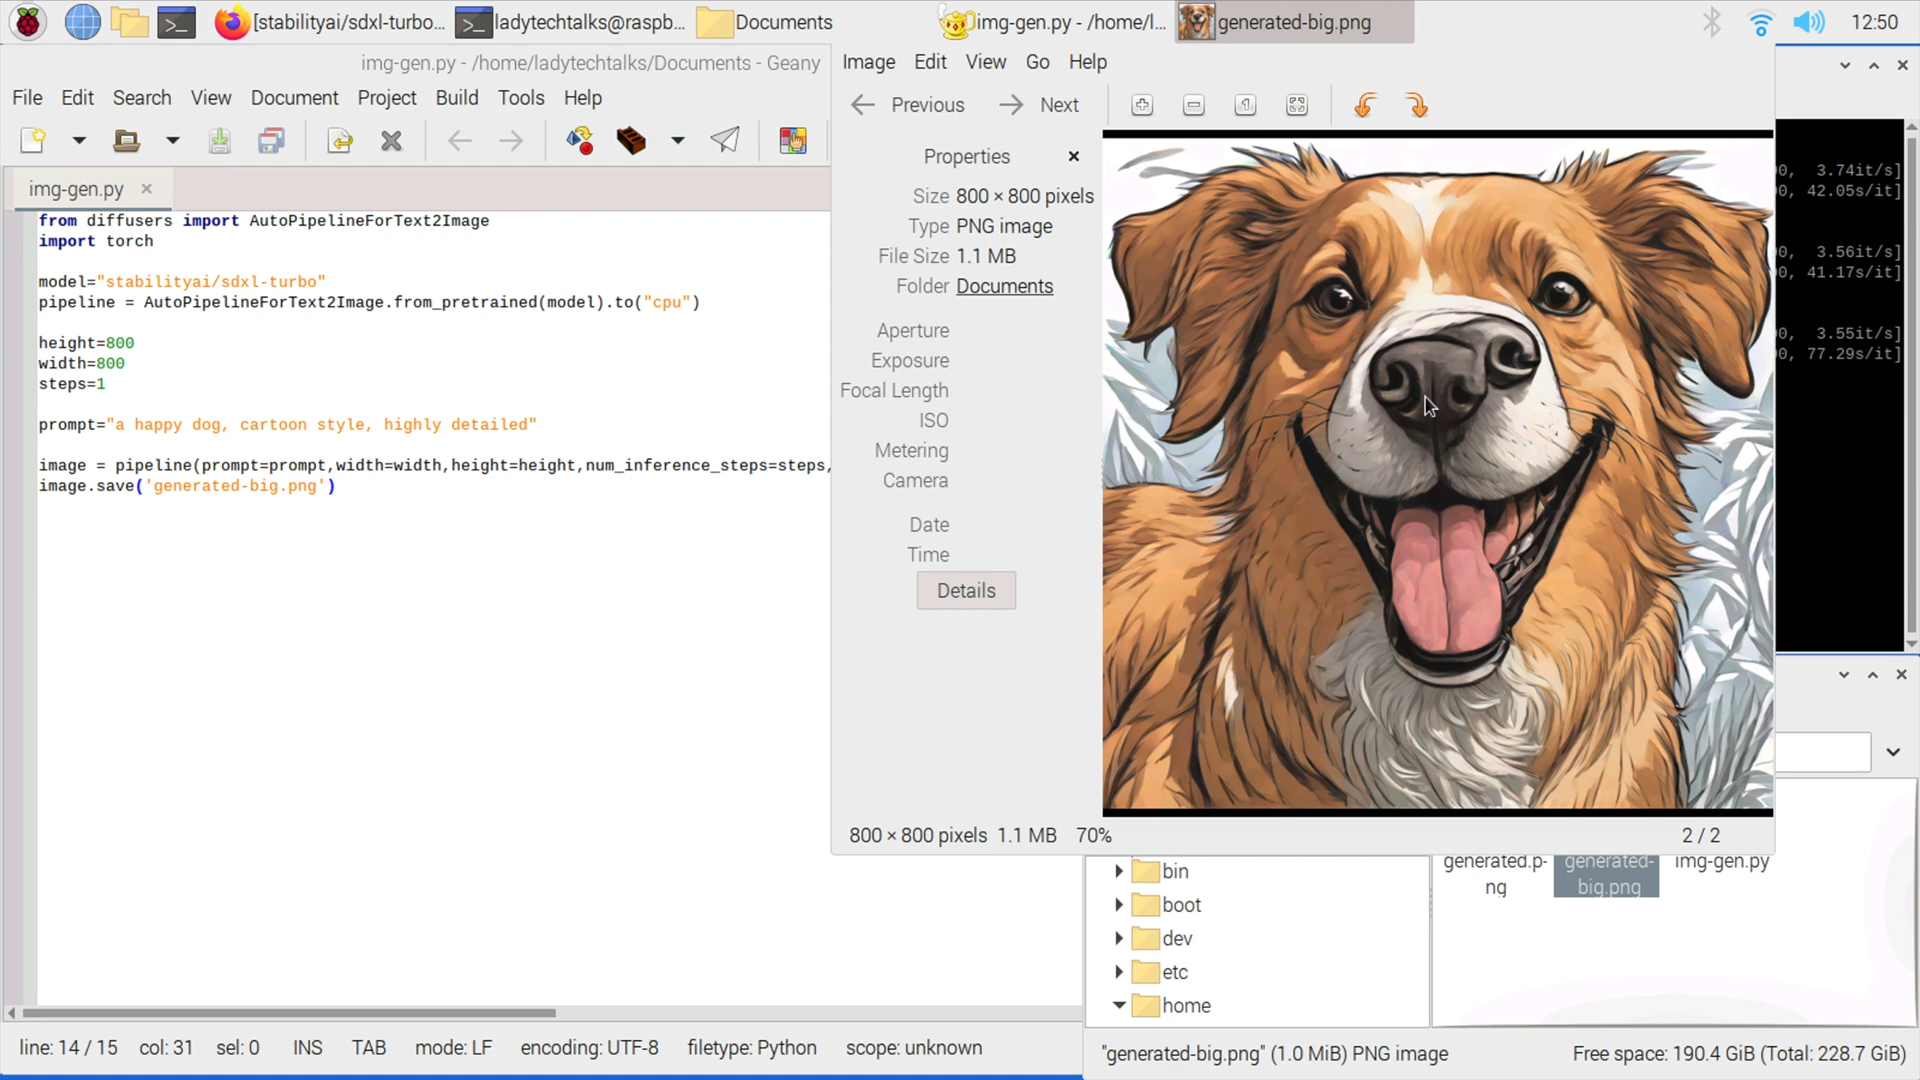 [stabilityai/sdxl-turbo...
ladytechtalks@raspb...
Documents
img-gen.py - /home/l...
generated-big.png
12:50
img-gen.py - /home/ladytechtalks/Documents - Geany
File Edit Search View Document Project Build Tools Help
img-gen.py
from diffusers import AutoPipelineForText2Image
import torch
model="stabilityai/sdxl-turbo"
pipeline = AutoPipelineForText2Image.from_pretrained(model).to("cpu")
height=800
width=800
steps=1
prompt="a happy dog, cartoon style, highly detailed"
image = pipeline(prompt=prompt,width=width,height=height,num_inference_steps=steps,
image.save('generated-big.png')
line: 14 / 15 col: 31 sel: 0 INS TAB mode: LF encoding: UTF-8 filetype: Python scope: unknown
Image Edit View Go Help
Previous Next
Properties
Size 800 × 800 pixels
Type PNG image
File Size 1.1 MB
Folder Documents
Aperture
Exposure
Focal Length
ISO
Metering
Camera
Date
Time
Details
800 × 800 pixels 1.1 MB 70%
2 / 2
0, 3.74it/s]
0, 42.05s/it]
0, 3.56it/s]
0, 41.17s/it]
0, 3.55it/s]
0, 77.29s/it]
bin
boot
dev
etc
home
generated.p-
ng
generated-
big.png
img-gen.py
"generated-big.png" (1.0 MiB) PNG image
Free space: 190.4 GiB (Total: 228.7 GiB)